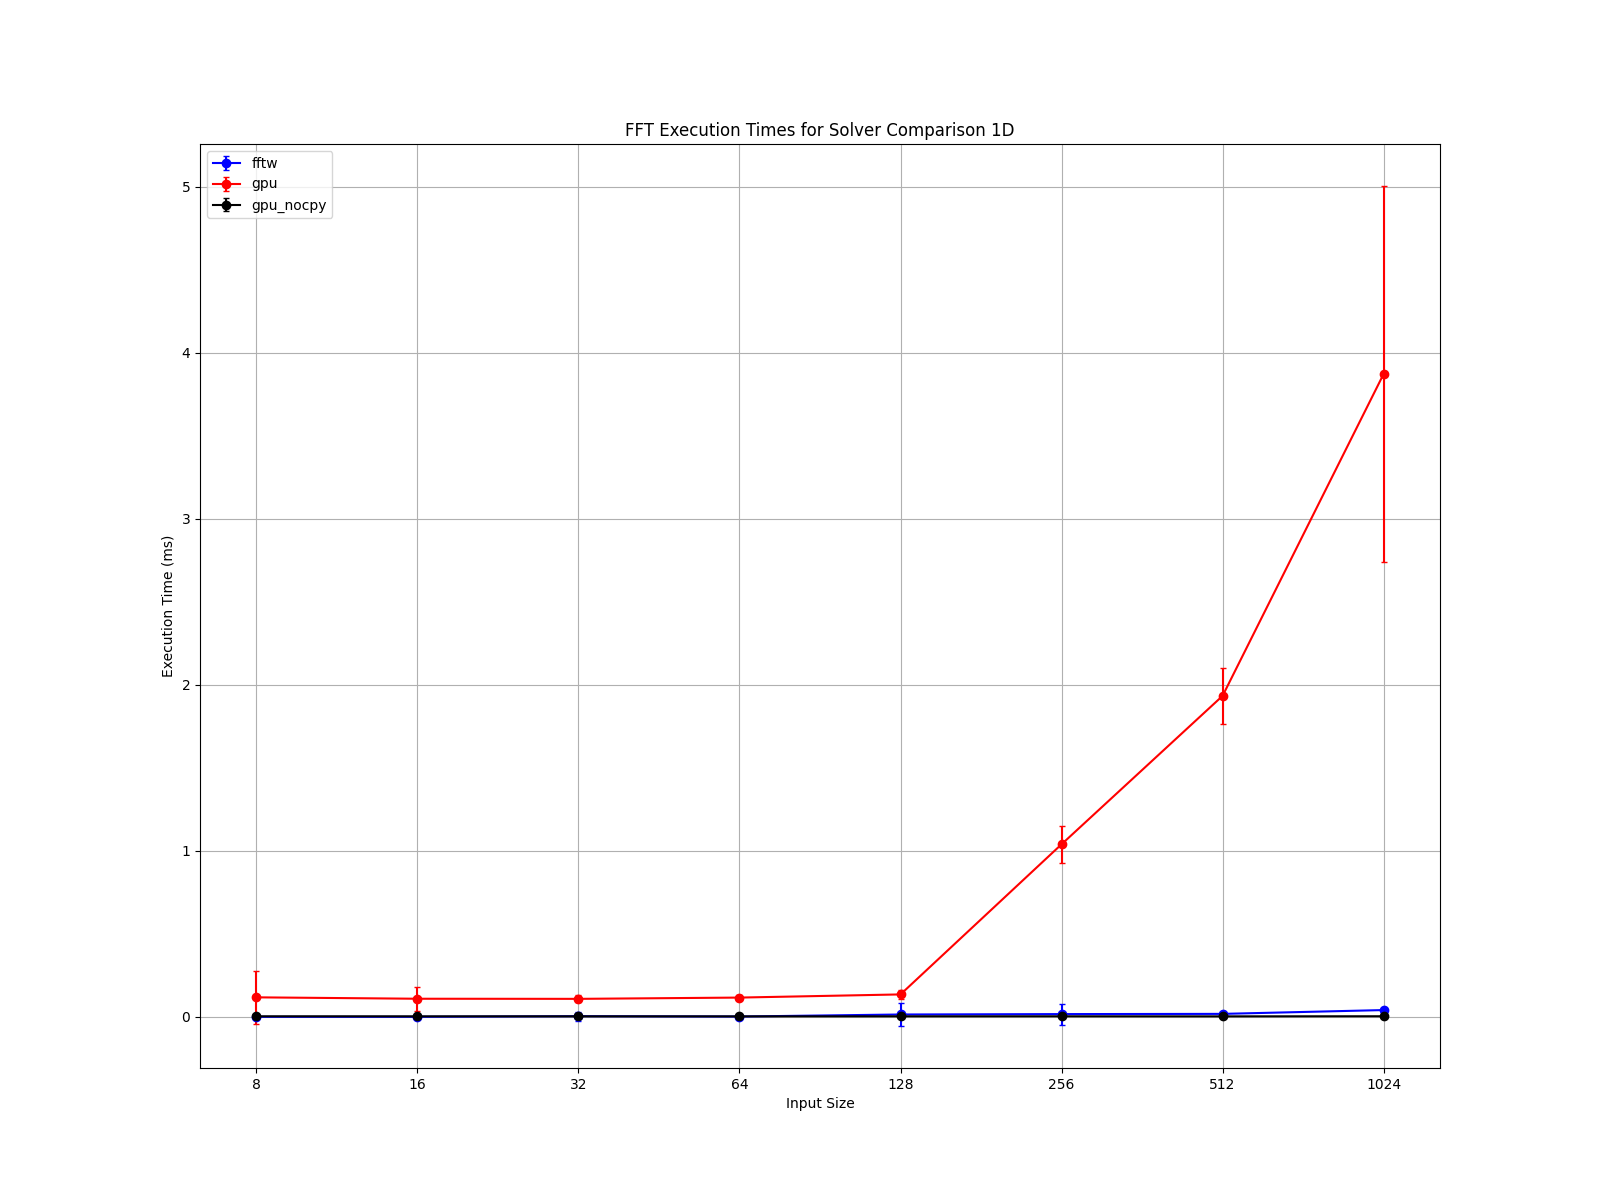 FFT Execution Times for Solver Comparison 1D
fftw
gpu
gpu_nocpy
5
4
3
2
1
0
Execution Time (ms)
8 16 32 64 128 256 512 1024
Input Size